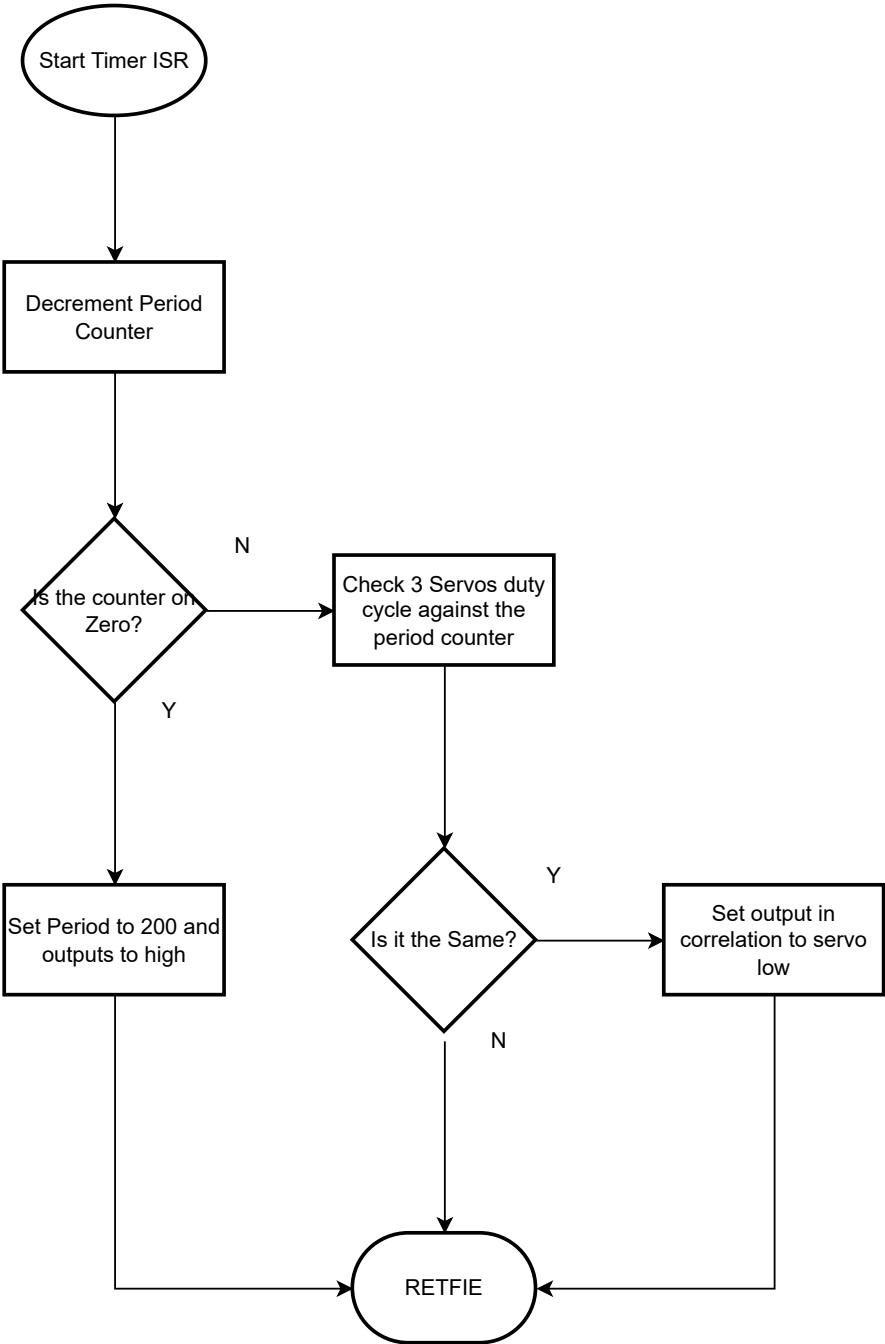 Start Timer ISR
Decrement Period
Counter
N
Is the counter on
Zero?
Check 3 Servos duty
cycle against the
period counter
Y
Y
Set Period to 200 and
outputs to high
Is it the Same?
Set output in
correlation to servo
low
N
RETFIE